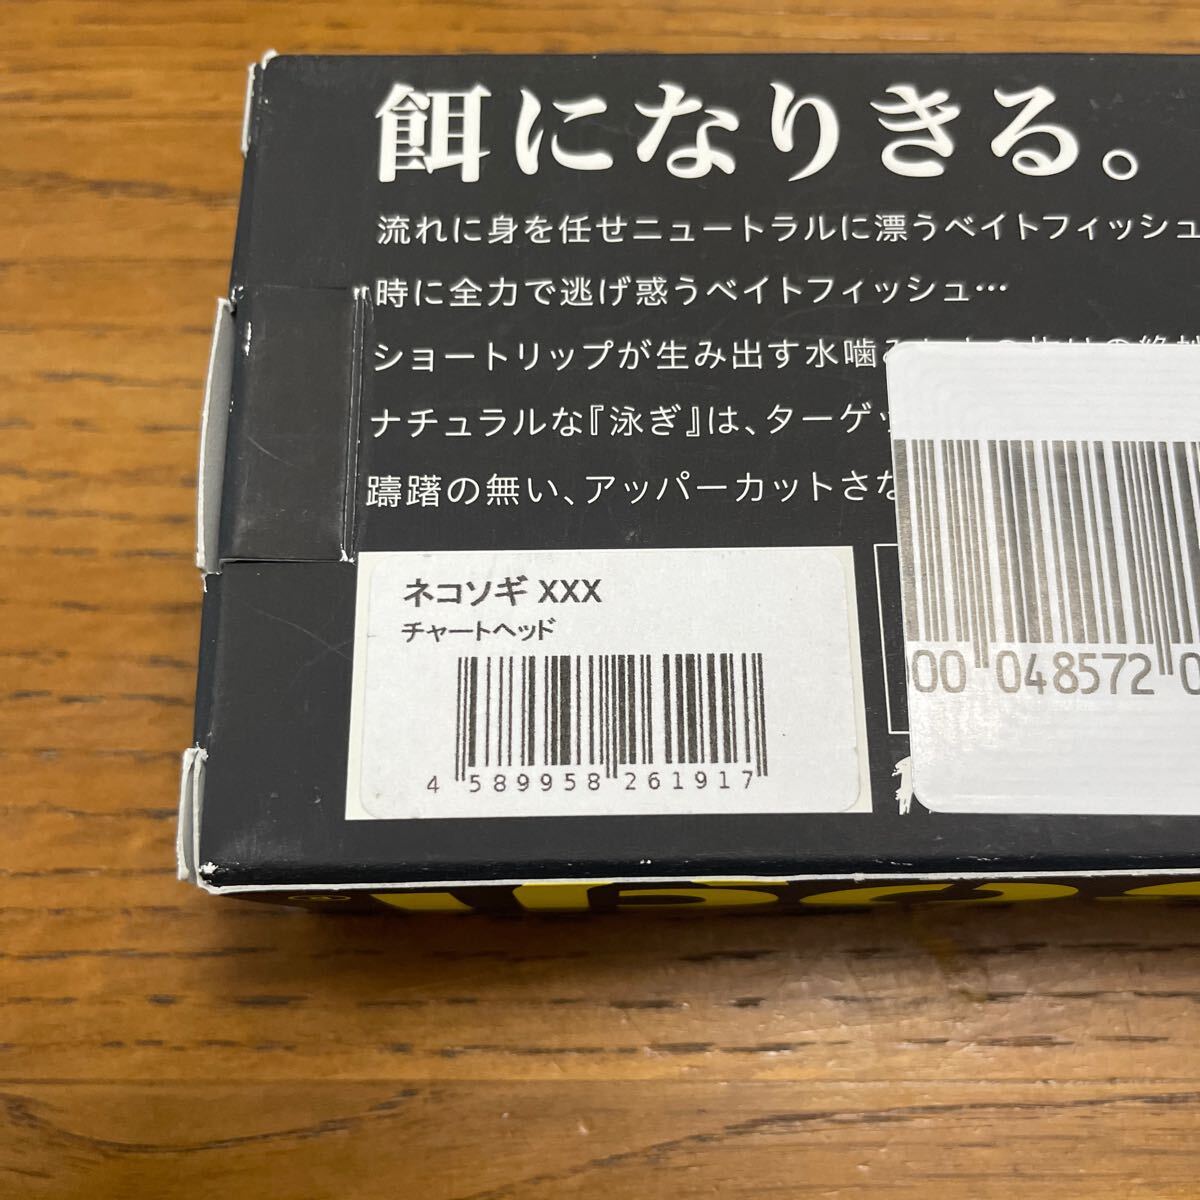 餌になりきる。
流れに身を任せニュートラルに漂うベイトフィッシュ
時に全力で逃げ惑うベイトフィッシュ…
ショートリップが生み出す水噛み
ナチュラルな『泳ぎ』は、ターゲッ
躊躇の無い、アッパーカットさな
ネコソギ XXX
チャートヘッド
4 589958 261917
00 048572 0